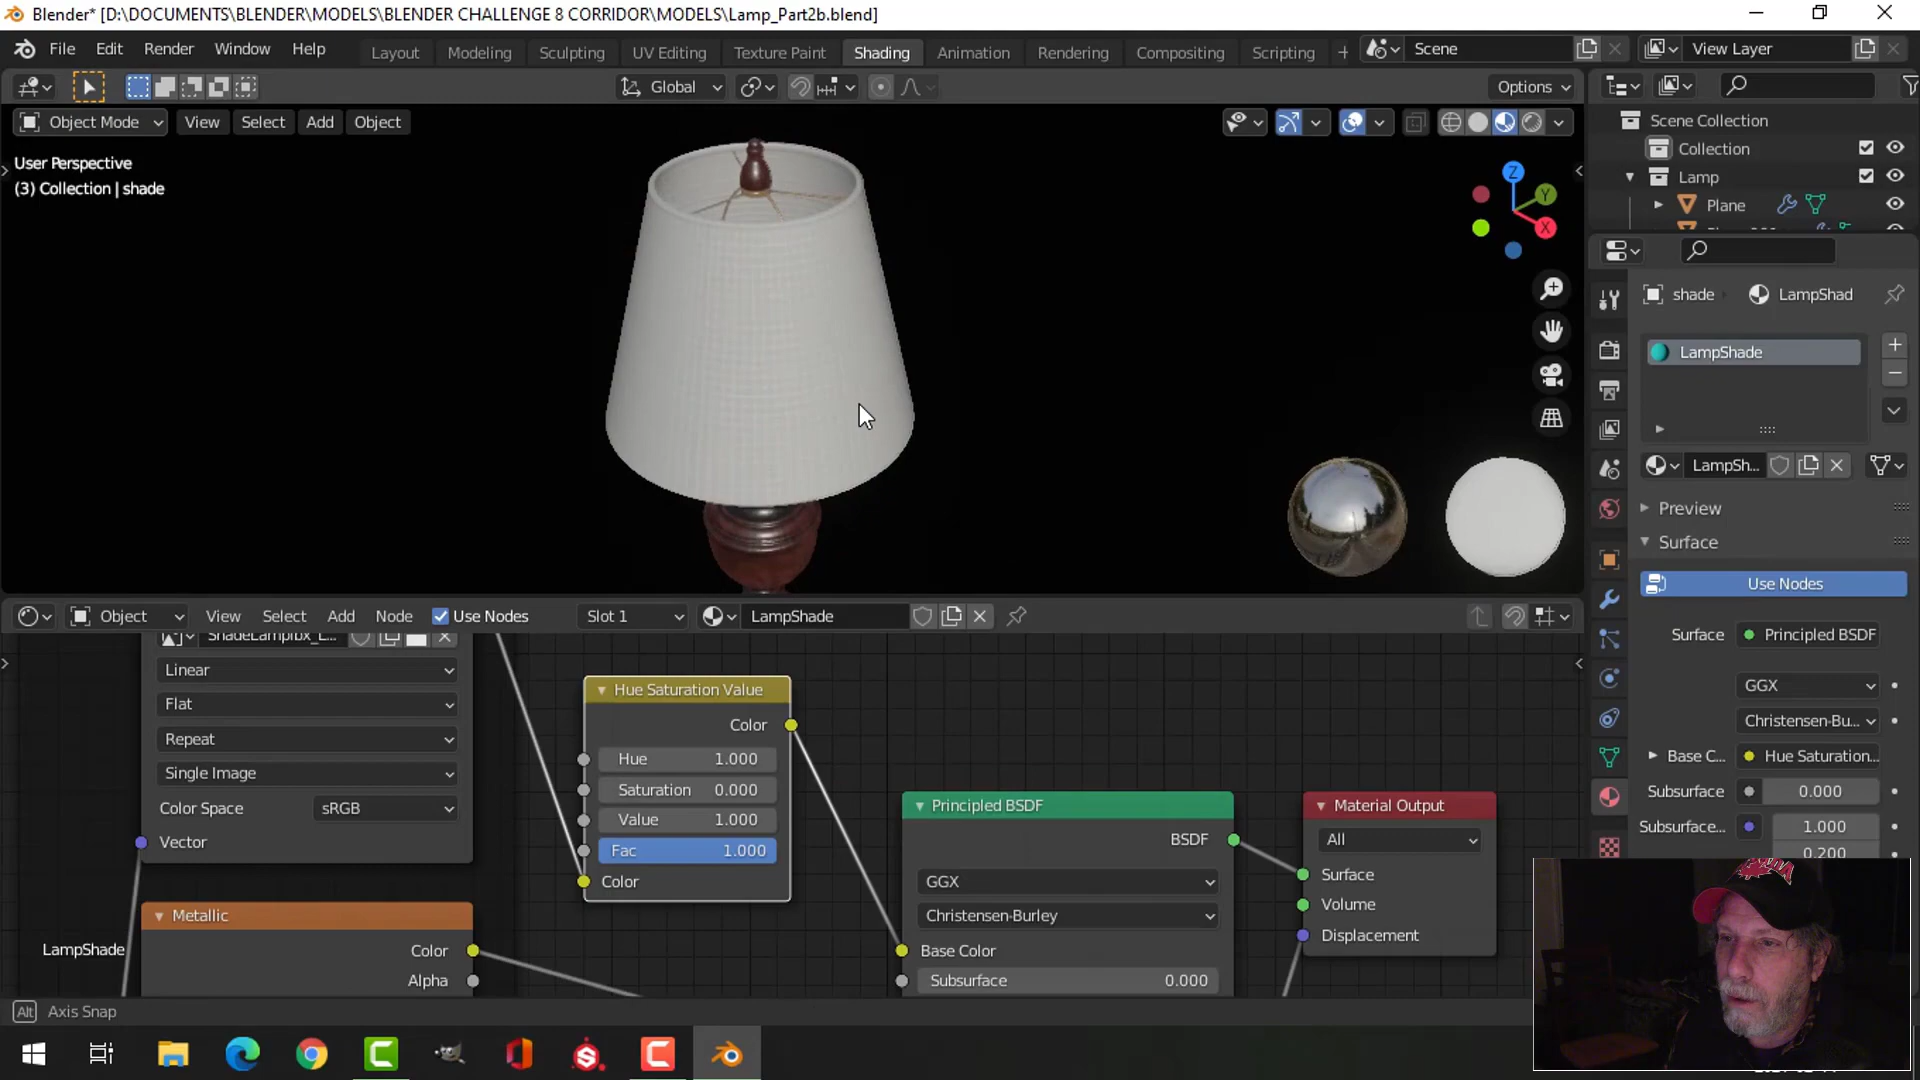 Blender* [D:\DOCUMENTS\BLENDER\MODELS\BLENDER CHALLENGE 8 CORRIDOR\MODELS\Lamp_Part2b.blend]
File Edit Render Window Help
Layout Modeling Sculpting UV Editing Texture Paint Shading Animation Rendering Compositing Scripting +
Scene
View Layer
Global
Options
Object Mode View Select Add Object
User Perspective
(3) Collection | shade
Z
Y
X
Scene Collection
Collection
Lamp
Plane
shade
LampShad
LampShade
LampSh...
Preview
Surface
Use Nodes
Surface Principled BSDF
GGX
Christensen-Bu...
Base C... Hue Saturation...
Subsurface 0.000
Subsurface... 1.000
0.200
Object View Select Add Node Use Nodes Slot 1 LampShade
Linear
Flat
Repeat
Single Image
Color Space sRGB
Vector
Metallic
Color
Alpha
LampShade
Hue Saturation Value
Color
Hue 1.000
Saturation 0.000
Value 1.000
Fac 1.000
Color
Principled BSDF
BSDF
GGX
Christensen-Burley
Base Color
Subsurface 0.000
Material Output
All
Surface
Volume
Displacement
Alt Axis Snap